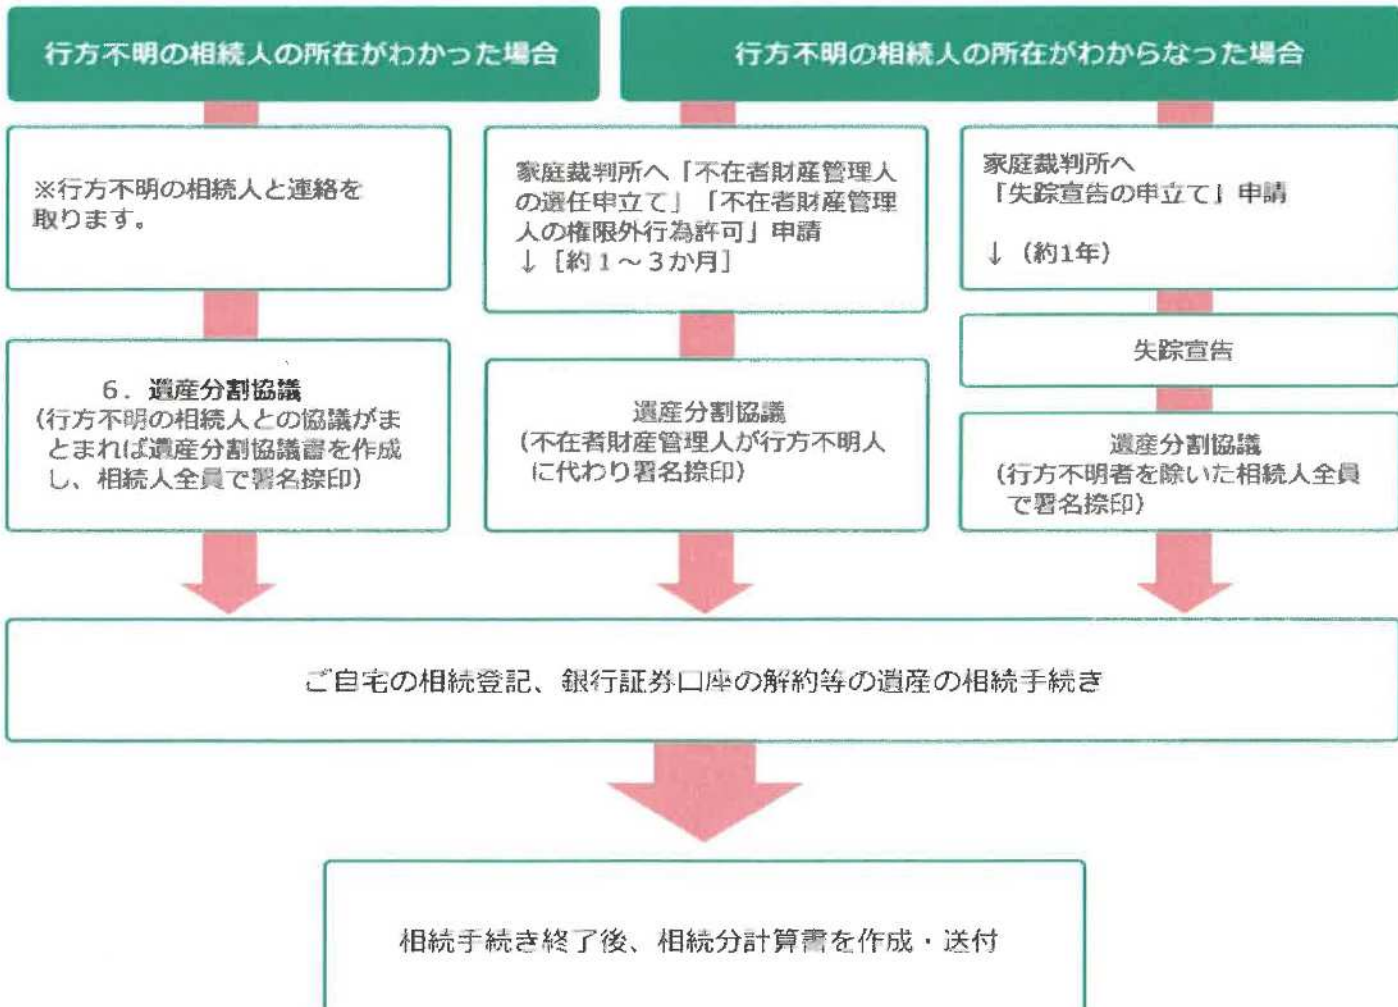 行方不明の相続人の所在がわかった場合
行方不明の相続人の所在がわからなった場合
※行方不明の相続人と連絡を
取ります。
家庭裁判所へ「不在者財産管理人
の選任申立て」「不在者財産管理
人の権限外行為許可」申請
↓［約１～３か月］
家庭裁判所へ
「失踪宣告の申立て」申請
↓（約1年）
失踪宣告
６．遺産分割協議
(行方不明の相続人との協議がま
とまれば遺産分割協議書を作成
し、相続人全員で署名捺印)
遺産分割協議
(不在者財産管理人が行方不明人
に代わり署名捺印)
遺産分割協議
(行方不明者を除いた相続人全員
で署名捺印)
ご自宅の相続登記、銀行証券口座の解約等の遺産の相続手続き
相続手続き終了後、相続分計算書を作成・送付